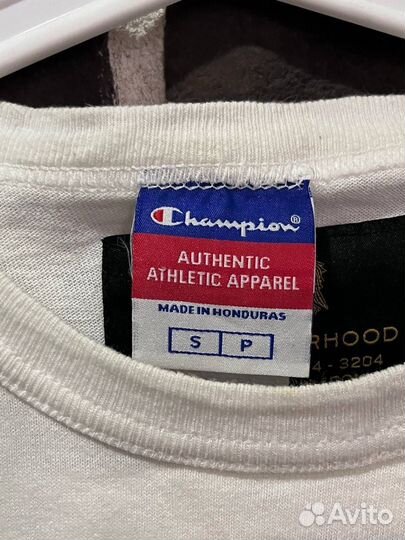 Champion®
AUTHENTIC
ATHLETIC APPAREL
MADE IN HONDURAS
S P
RHOOD
4 - 3204
Avito